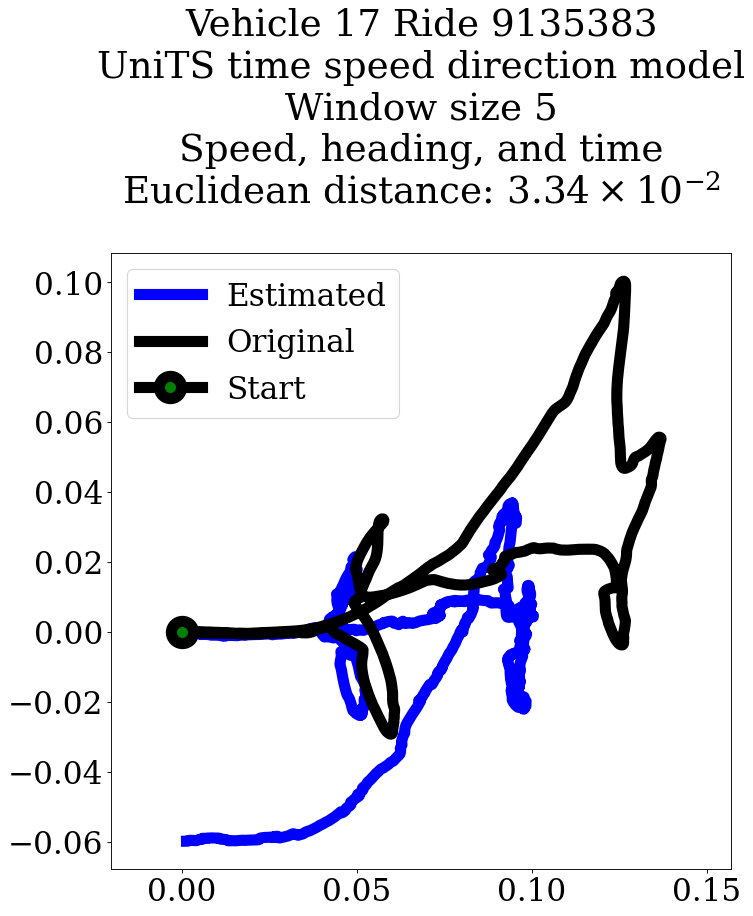 Vehicle 17 Ride 9135383
UniTS time speed direction model
Window size 5
Speed, heading, and time
Euclidean distance: 3.34 × 10⁻²
Estimated
Original
Start
0.10
0.08
0.06
0.04
0.02
0.00
−0.02
−0.04
−0.06
0.00 0.05 0.10 0.15